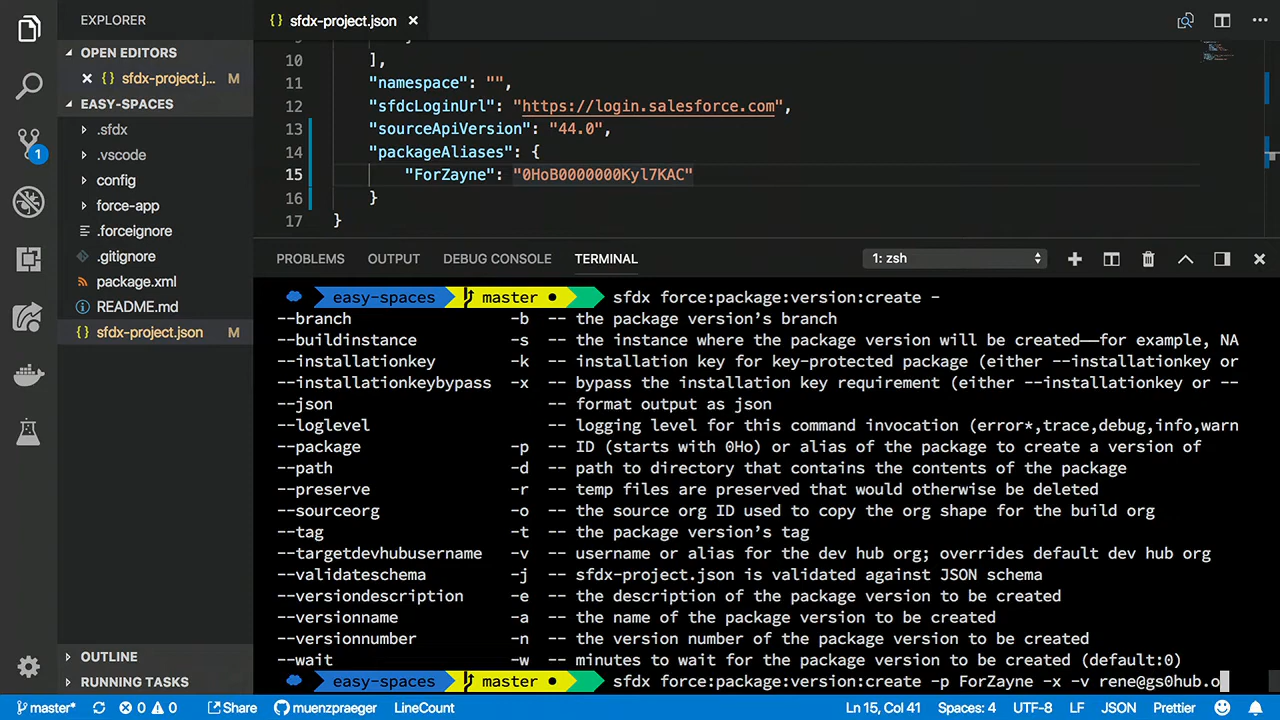 EXPLORER
OPEN EDITORS
{} sfdx-project.j... M
EASY-SPACES
.sfdx
.vscode
config
force-app
.forceignore
.gitignore
package.xml
README.md
{} sfdx-project.json M
OUTLINE
RUNNING TASKS
{} sfdx-project.json
10 ],
11 "namespace": "",
12 "sfdcLoginUrl": "https://login.salesforce.com",
13 "sourceApiVersion": "44.0",
14 "packageAliases": {
15 "ForZayne": "0HoB0000000Kyl7KAC"
16 }
17 }
PROBLEMS OUTPUT DEBUG CONSOLE TERMINAL 1: zsh
easy-spaces master ● sfdx force:package:version:create -
--branch -b -- the package version's branch
--buildinstance -s -- the instance where the package version will be created——for example, NA
--installationkey -k -- installation key for key-protected package (either --installationkey or
--installationkeybypass -x -- bypass the installation key requirement (either --installationkey or --
--json -- format output as json
--loglevel -- logging level for this command invocation (error*,trace,debug,info,warn
--package -p -- ID (starts with 0Ho) or alias of the package to create a version of
--path -d -- path to directory that contains the contents of the package
--preserve -r -- temp files are preserved that would otherwise be deleted
--sourceorg -o -- the source org ID used to copy the org shape for the build org
--tag -t -- the package version's tag
--targetdevhubusername -v -- username or alias for the dev hub org; overrides default dev hub org
--validateschema -j -- sfdx-project.json is validated against JSON schema
--versiondescription -e -- the description of the package version to be created
--versionname -a -- the name of the package version to be created
--versionnumber -n -- the version number of the package version to be created
--wait -w -- minutes to wait for the package version to be created (default:0)
easy-spaces master ● sfdx force:package:version:create -p ForZayne -x -v rene@gs0hub.o
1
master* 0 0 Share muenzpraeger LineCount Ln 15, Col 41 Spaces: 4 UTF-8 LF JSON Prettier